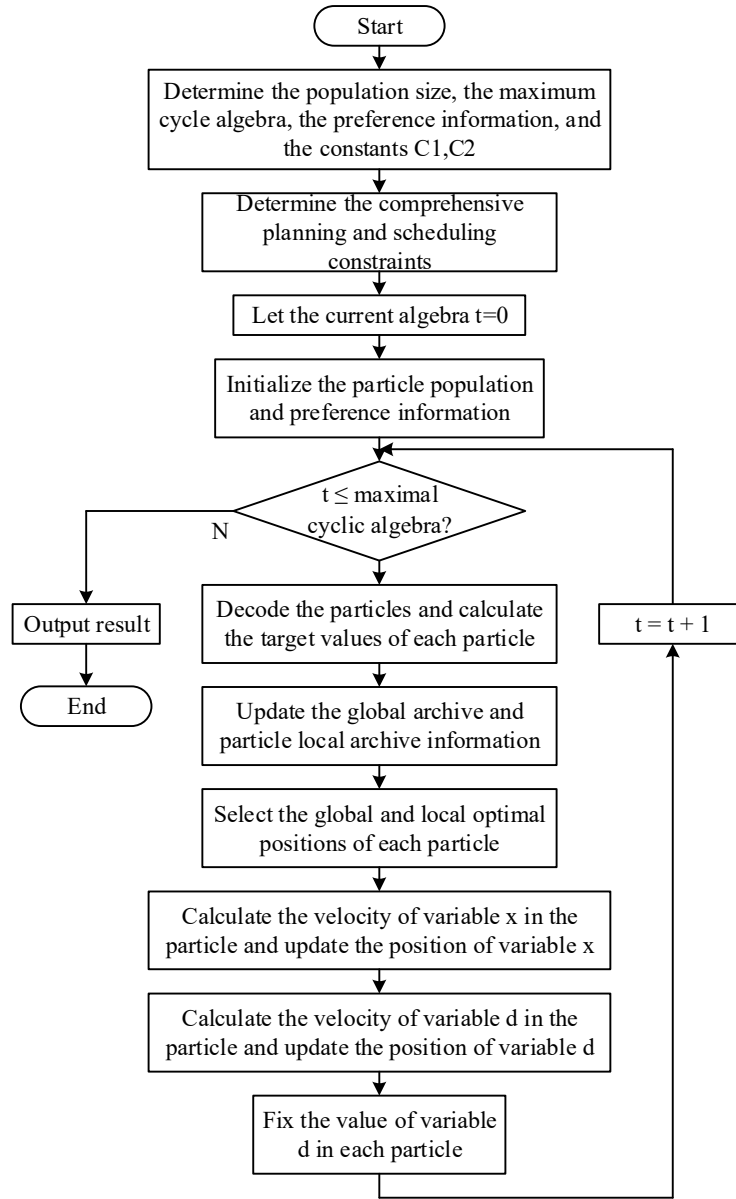 Start
Determine the population size, the maximum
cycle algebra, the preference information, and
the constants C1,C2
Determine the comprehensive
planning and scheduling
constraints
Let the current algebra t=0
Initialize the particle population
and preference information
t ≤ maximal
cyclic algebra?
N
Output result
End
Decode the particles and calculate
the target values of each particle
t = t + 1
Update the global archive and
particle local archive information
Select the global and local optimal
positions of each particle
Calculate the velocity of variable x in the
particle and update the position of variable x
Calculate the velocity of variable d in the
particle and update the position of variable d
Fix the value of variable
d in each particle